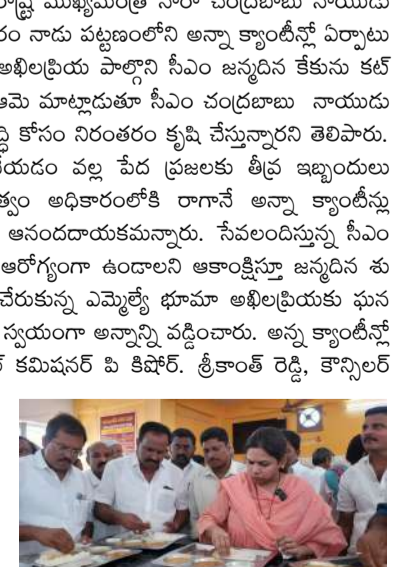 రాష్ట్ర ముఖ్యమంత్రి నారా చంద్రబాబు నాయుడు
నాడు పట్టణంలోని అన్నా క్యాంటీన్లో ఏర్పాటు
అఖిలప్రియ పాల్గొని సీఎం జన్మదిన కేకును కట్
ఆమె మాట్లాడుతూ సీఎం చంద్రబాబు నాయుడు
కోసం నిరంతరం కృషి చేస్తున్నారని తెలిపారు.
వల్ల పేద ప్రజలకు తీవ్ర ఇబ్బందులు
అధికారంలోకి రాగానే అన్నా క్యాంటీన్లు
ఆనందదాయకమన్నారు. సేవలందిస్తున్న సీఎం
ఆరోగ్యంగా ఉండాలని ఆకాంక్షిస్తూ జన్మదిన శు
చేరుకున్న ఎమ్మెల్యే భూమా అఖిలప్రియకు ఘన
స్వయంగా అన్నాన్ని వడ్డించారు. అన్న క్యాంటీన్లో
కమిషనర్ పి కిషోర్. శ్రీకాంత్ రెడ్డి, కౌన్సిలర్